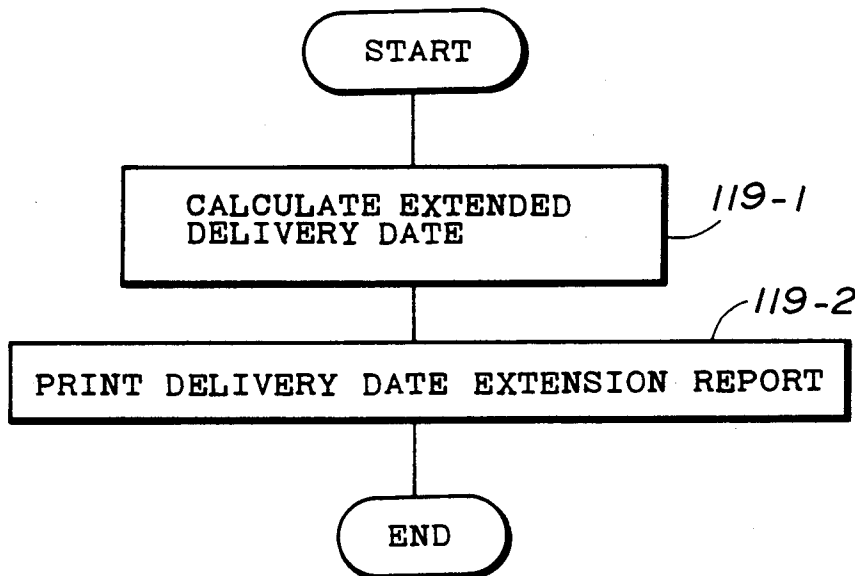 START
CALCULATE EXTENDED
DELIVERY DATE
119-1
119-2
PRINT DELIVERY DATE EXTENSION REPORT
END